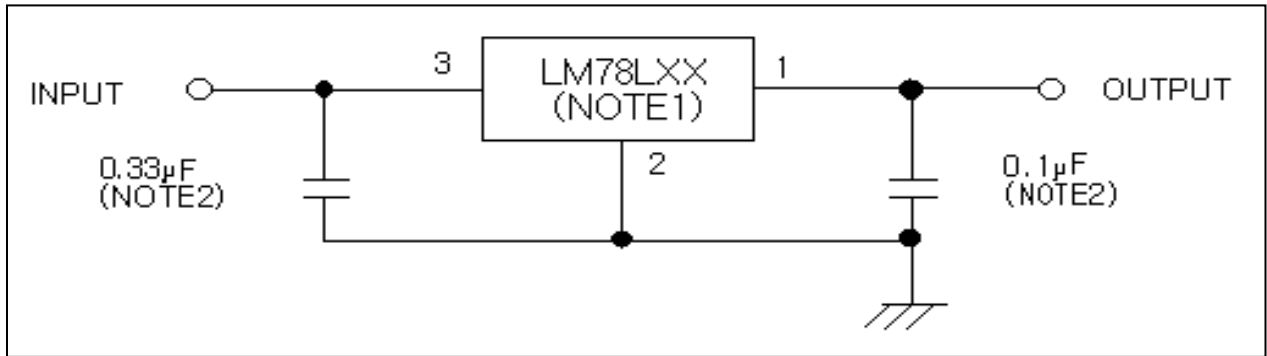 INPUT
3
LM78LXX
(NOTE1)
1
OUTPUT
0.33μF
(NOTE2)
2
0.1μF
(NOTE2)